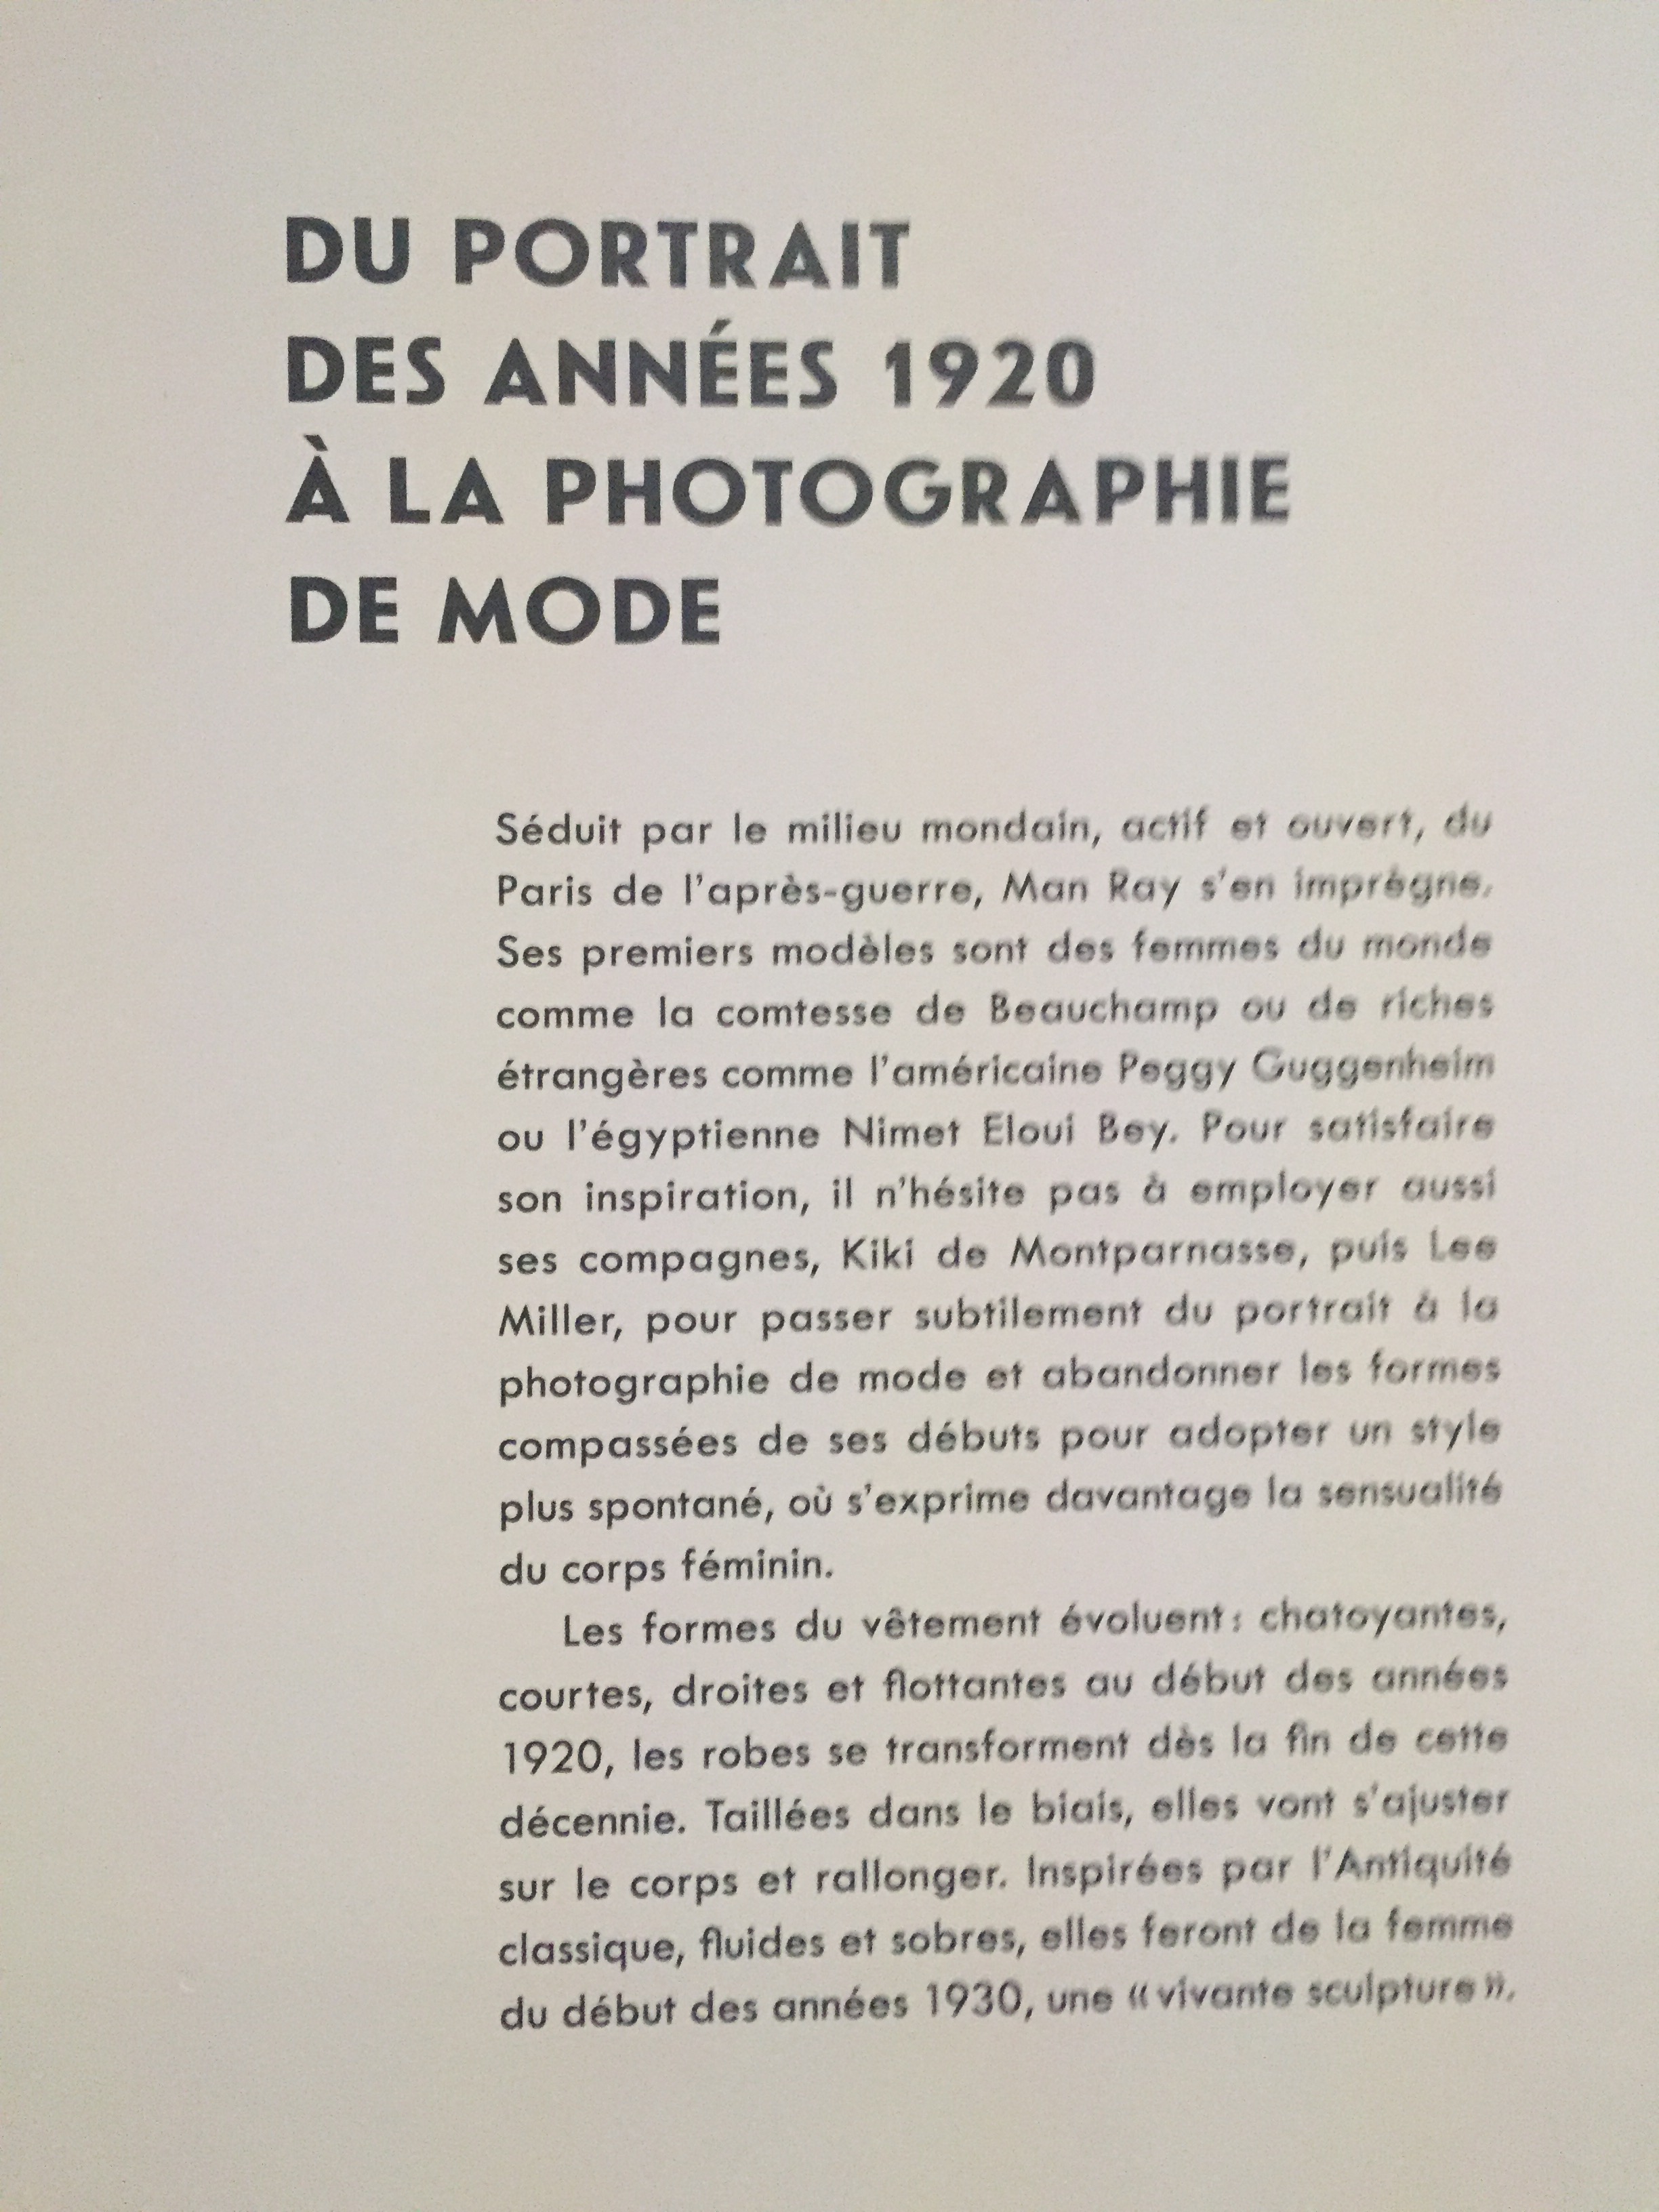 DU PORTRAIT
DES ANNÉES 1920
À LA PHOTOGRAPHIE
DE MODE
Séduit par le milieu mondain, actif et ouvert, du
Paris de l'après-guerre, Man Ray s'en imprègne.
Ses premiers modèles sont des femmes du monde
comme la comtesse de Beauchamp ou de riches
étrangères comme l'américaine Peggy Guggenheim
ou l'égyptienne Nimet Eloui Bey. Pour satisfaire
son inspiration, il n'hésite pas à employer aussi
ses compagnes, Kiki de Montparnasse, puis Lee
Miller, pour passer subtilement du portrait à la
photographie de mode et abandonner les formes
compassées de ses débuts pour adopter un style
plus spontané, où s'exprime davantage la sensualité
du corps féminin.
Les formes du vêtement évoluent : chatoyantes,
courtes, droites et flottantes au début des années
1920, les robes se transforment dès la fin de cette
décennie. Taillées dans le biais, elles vont s'ajuster
sur le corps et rallonger. Inspirées par l'Antiquité
classique, fluides et sobres, elles feront de la femme
du début des années 1930, une « vivante sculpture ».